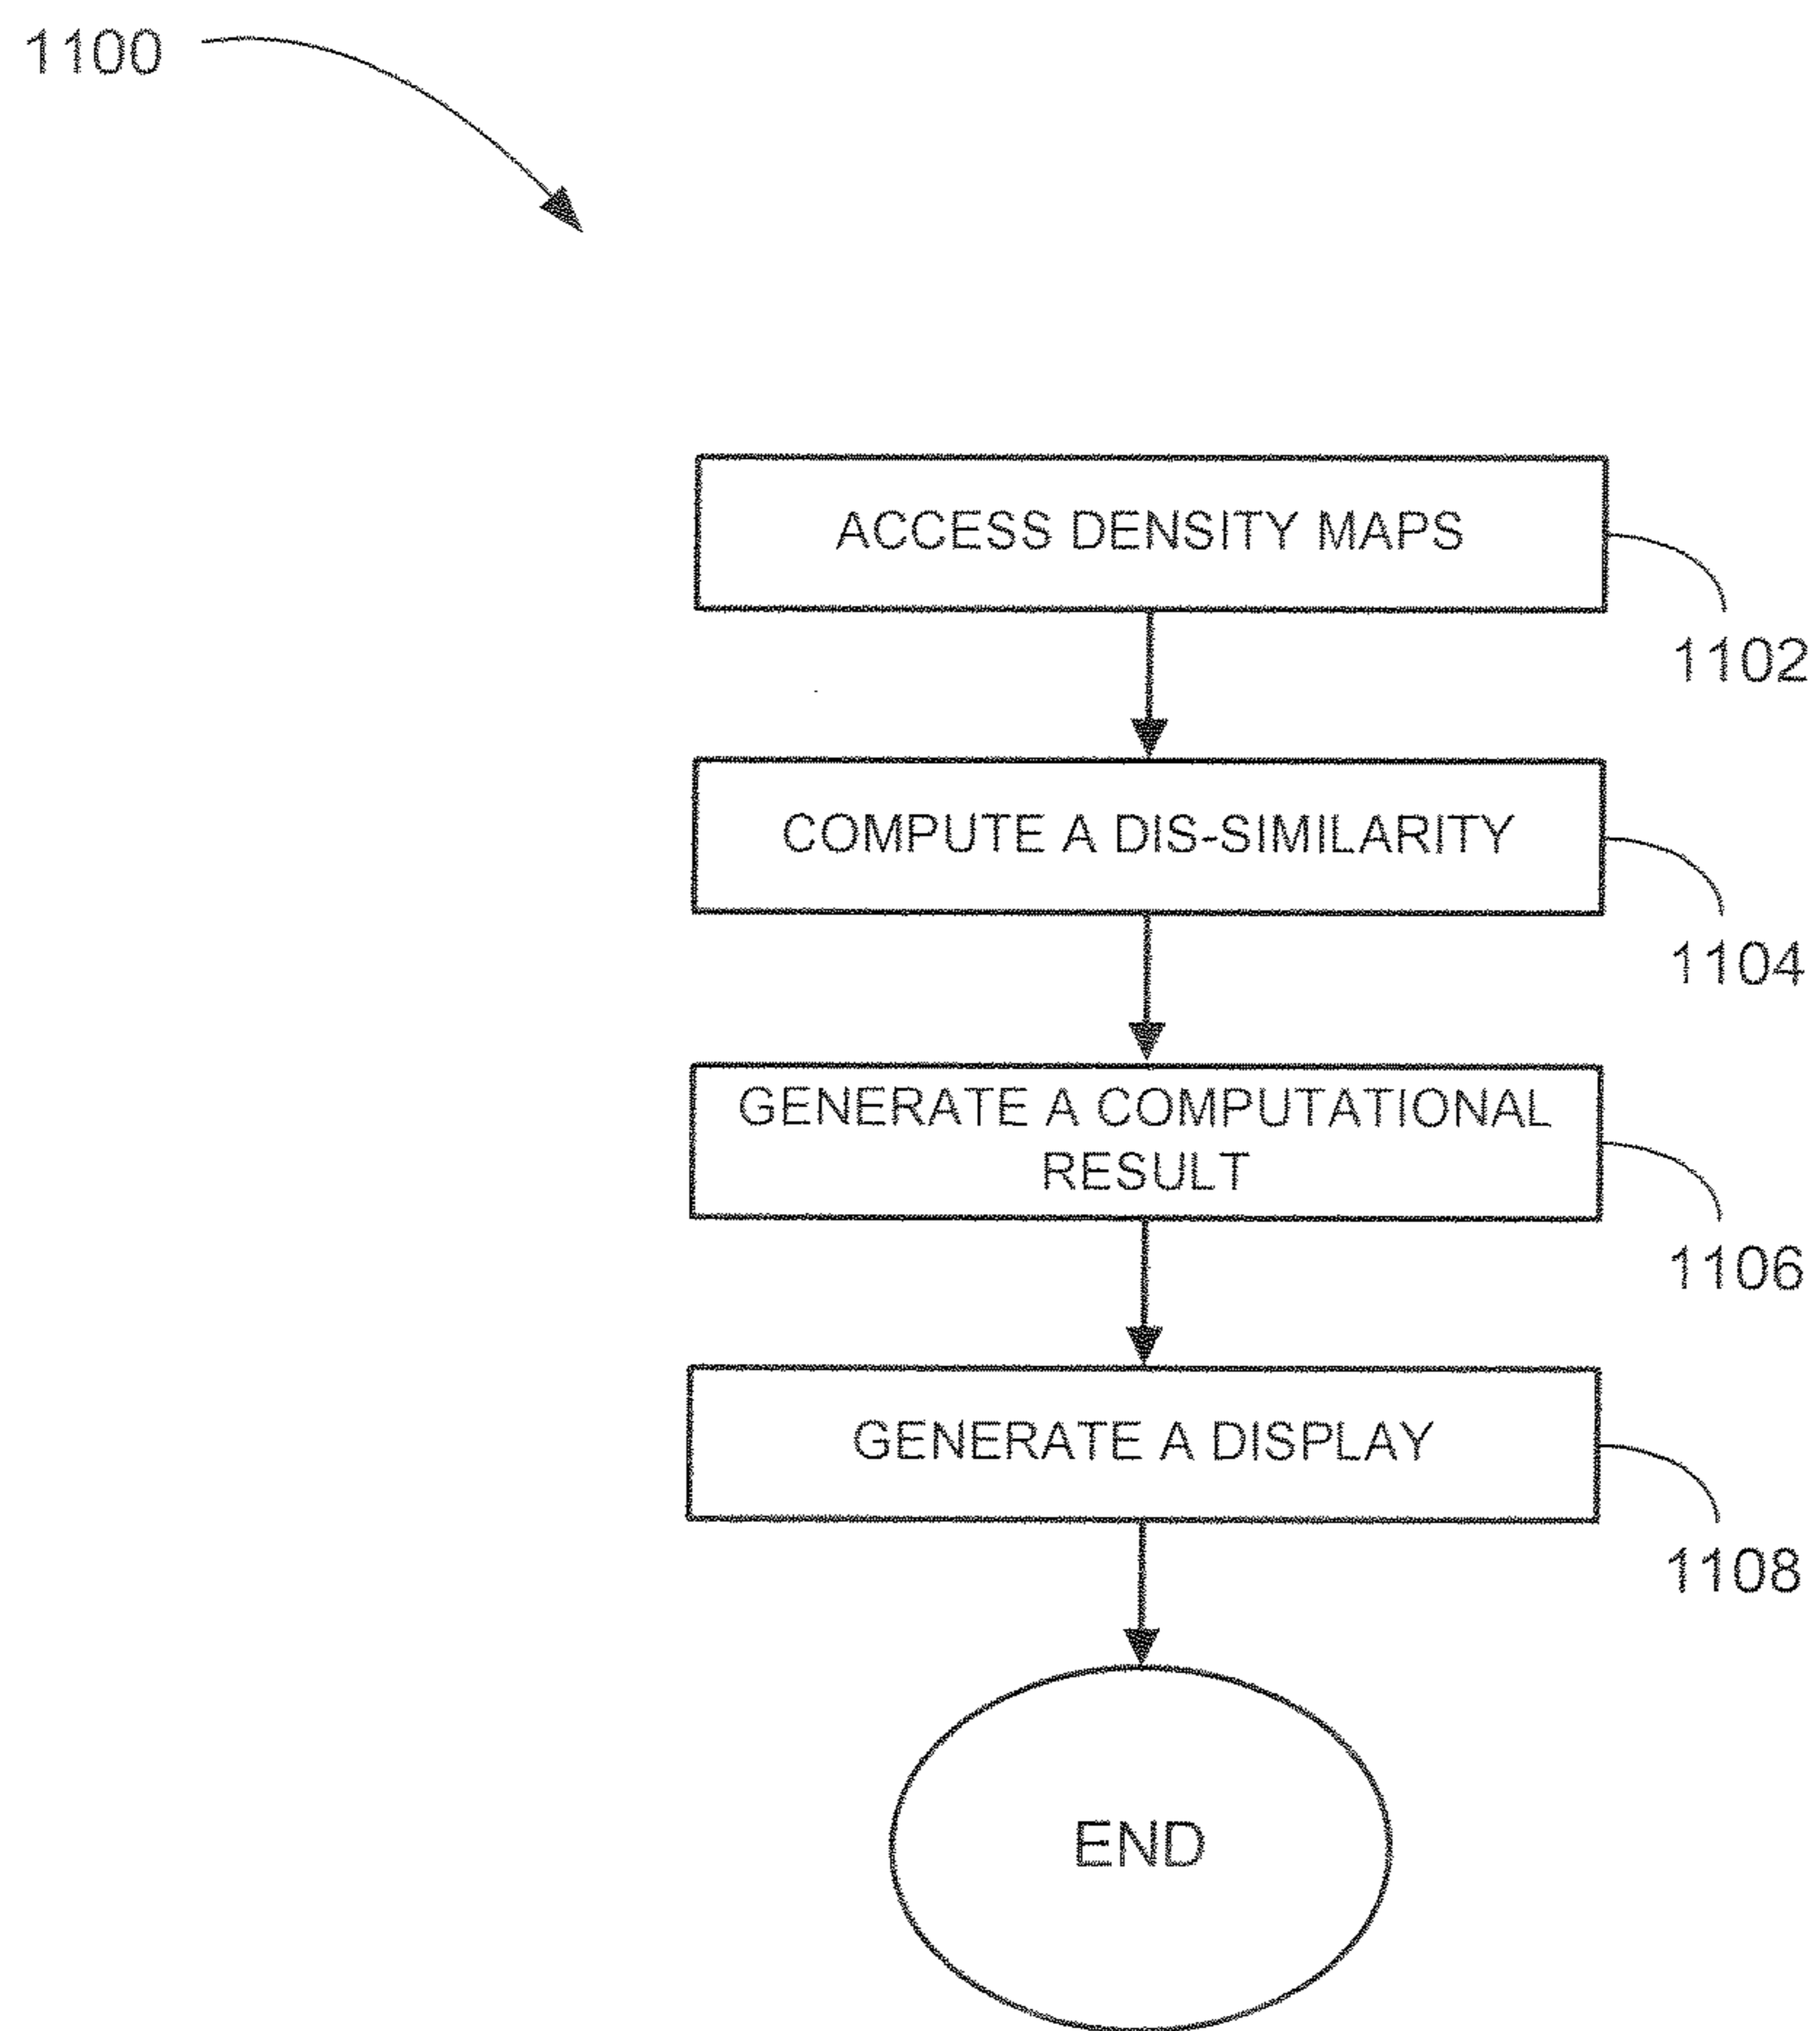 1100
ACCESS DENSITY MAPS
1102
COMPUTE A DIS-SIMILARITY
1104
GENERATE A COMPUTATIONAL
RESULT
1106
GENERATE A DISPLAY
1108
END